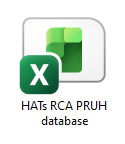 X
HATs RCA PRUH
database